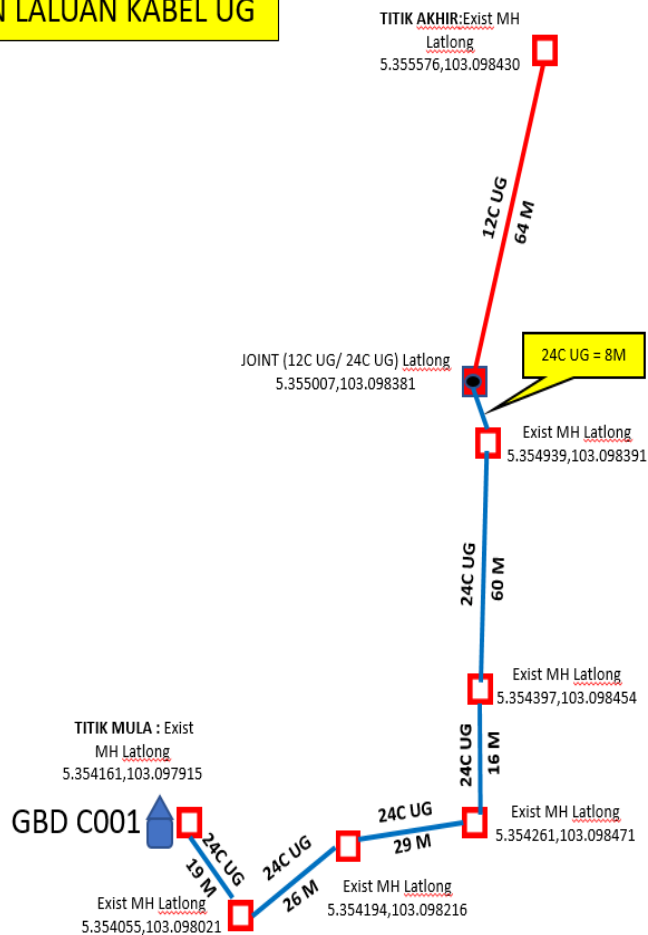 LALUAN KABEL UG
TITIK AKHIR:Exist MH
Latlong
5.355576,103.098430
12C UG
64 M
JOINT (12C UG/ 24C UG) Latlong
5.355007,103.098381
24C UG = 8M
Exist MH Latlong
5.354939,103.098391
24C UG
60 M
Exist MH Latlong
5.354397,103.098454
TITIK MULA : Exist
MH Latlong
5.354161,103.097915
24C UG
16 M
GBD C001
24C UG
19 M
24C UG
26 M
24C UG
29 M
Exist MH Latlong
5.354261,103.098471
Exist MH Latlong
5.354194,103.098216
Exist MH Latlong
5.354055,103.098021